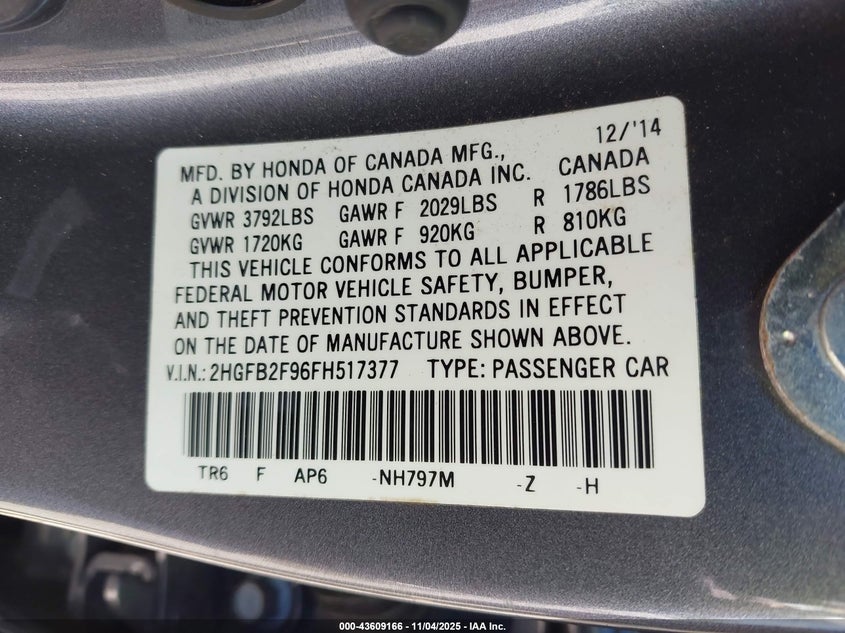 12/'14
MFD. BY HONDA OF CANADA MFG.,
A DIVISION OF HONDA CANADA INC. CANADA
GVWR 3792LBS GAWR F 2029LBS R 1786LBS
GVWR 1720KG GAWR F 920KG R 810KG
THIS VEHICLE CONFORMS TO ALL APPLICABLE
FEDERAL MOTOR VEHICLE SAFETY, BUMPER,
AND THEFT PREVENTION STANDARDS IN EFFECT
ON THE DATE OF MANUFACTURE SHOWN ABOVE.
V.I.N.: 2HGFB2F96FH517377 TYPE: PASSENGER CAR
TR6 F AP6 -NH797M -Z -H
000-43609166 - 11/04/2025 - IAA Inc.